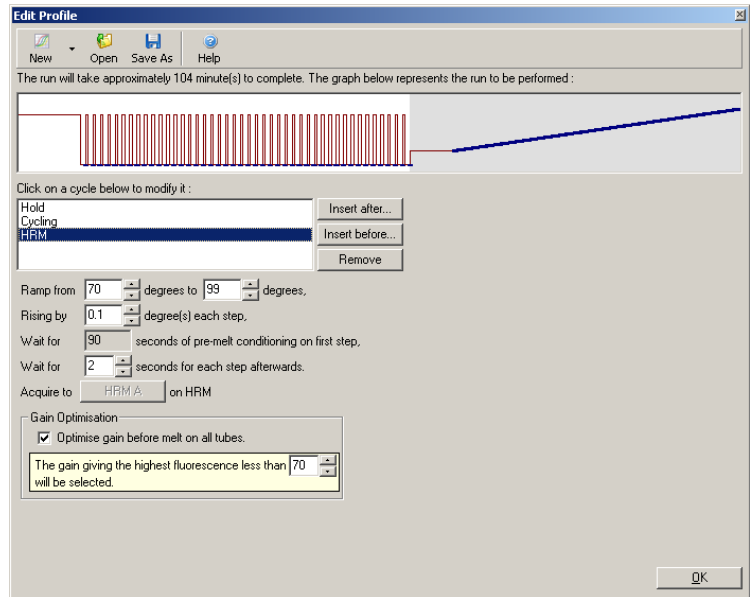 Edit Profile
New Open Save As Help
The run will take approximately 104 minute(s) to complete. The graph below represents the run to be performed :
Click on a cycle below to modify it :
Hold
Cycling
HRM
Insert after...
Insert before...
Remove
Ramp from 70 degrees to 99 degrees,
Rising by 0.1 degree(s) each step,
Wait for 90 seconds of pre-melt conditioning on first step,
Wait for 2 seconds for each step afterwards.
Acquire to HRM A on HRM
Gain Optimisation
Optimise gain before melt on all tubes.
The gain giving the highest fluorescence less than 70
will be selected.
OK